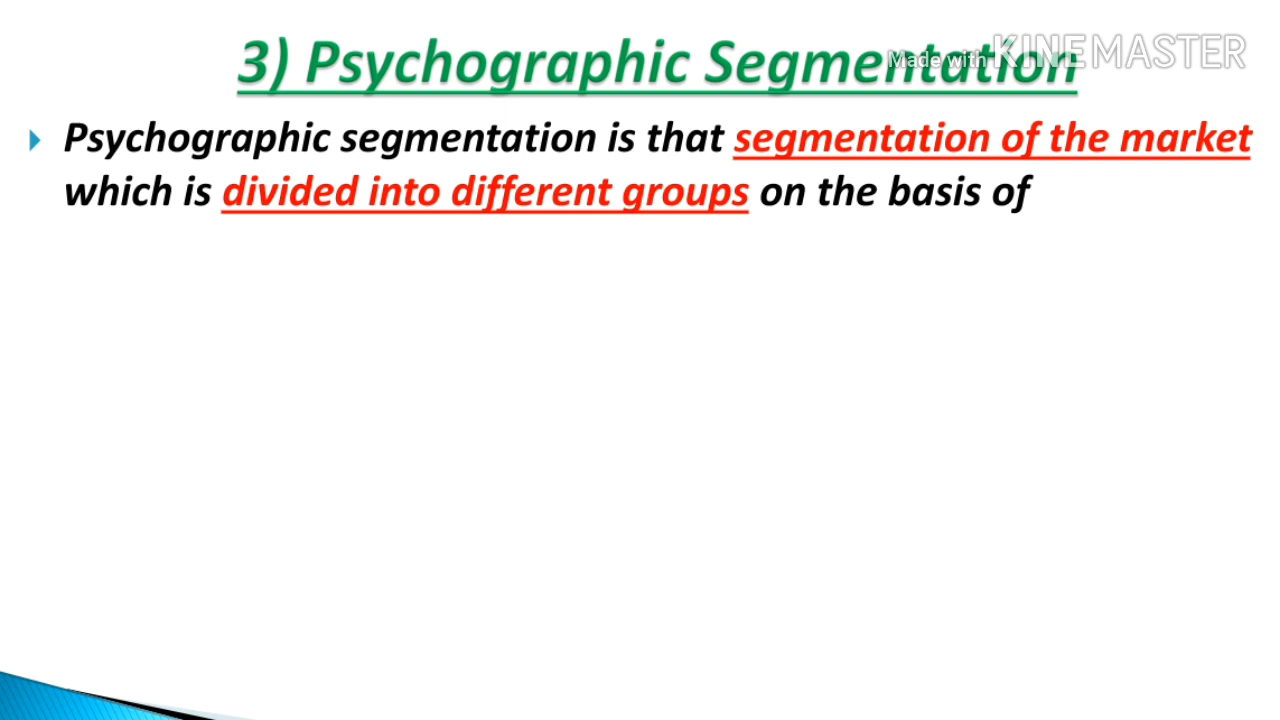 3) Psychographic Segmentation
Made with KINEMASTER
Psychographic segmentation is that segmentation of the market
which is divided into different groups on the basis of